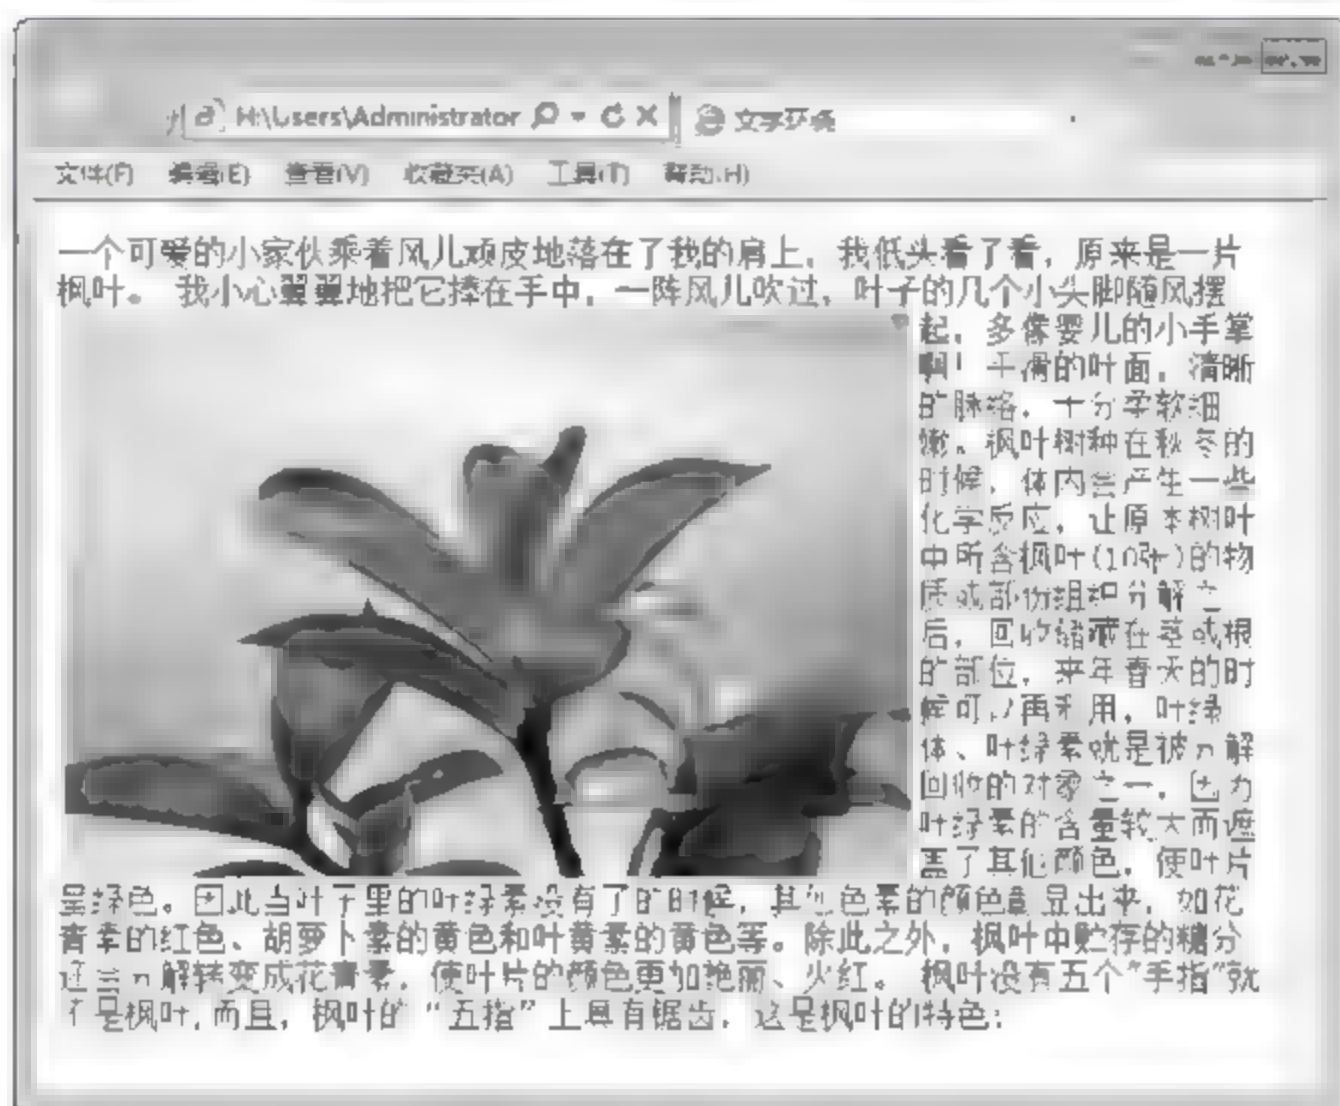 H:\Users\Administrator
文字环绕
文件(F) 编辑(E) 查看(V) 收藏夹(A) 工具(T) 帮助(H)
一个可爱的小家伙乘着风儿顽皮地落在了我的肩上，我低头看了看，原来是一片
枫叶。 我小心翼翼地把它捧在手中，一阵风儿吹过，叶子的几个小头脚随风摆
起，多像婴儿的小手掌
啊！平滑的叶面，清晰
的脉络，十分柔软细
嫩。枫叶树种在秋冬的
时候，体内会产生一些
化学反应，让原本树叶
中所含枫叶(10张)的物
质或部份组织分解之
后，回收储藏在茎或根
的部位，来年春天的时
候可以再利用，叶绿
体、叶绿素就是被分解
回收的对象之一，因为
叶绿素的含量较大而遮
盖了其他颜色，使叶片
呈绿色。因此当叶子里的叶绿素没有了的时候，其他色素的颜色就显出来，如花
青素的红色、胡萝卜素的黄色和叶黄素的黄色等。除此之外，枫叶中贮存的糖分
还会分解转变成花青素，使叶片的颜色更加艳丽、火红。 枫叶没有五个“手指”就
不是枫叶,而且，枫叶的“五指”上具有锯齿，这是枫叶的特色;